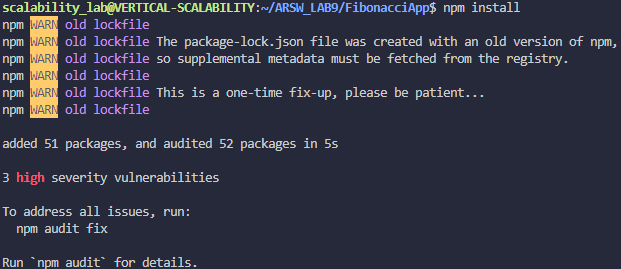 scalability_lab@VERTICAL-SCALABILITY:~/ARSW_LAB9/FibonacciApp$ npm install
npm WARN old lockfile
npm WARN old lockfile The package-lock.json file was created with an old version of npm,
npm WARN old lockfile so supplemental metadata must be fetched from the registry.
npm WARN old lockfile
npm WARN old lockfile This is a one-time fix-up, please be patient...
npm WARN old lockfile
added 51 packages, and audited 52 packages in 5s
3 high severity vulnerabilities
To address all issues, run:
npm audit fix
Run `npm audit` for details.